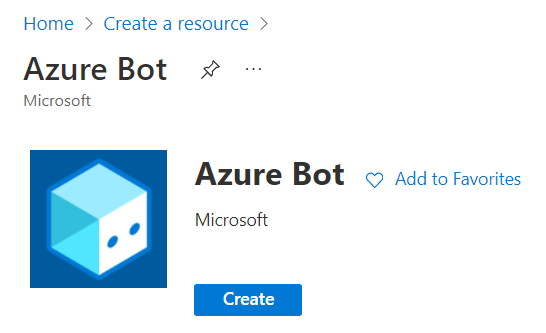 Home > Create a resource >
Azure Bot
Microsoft
Azure Bot
Add to Favorites
Microsoft
Create